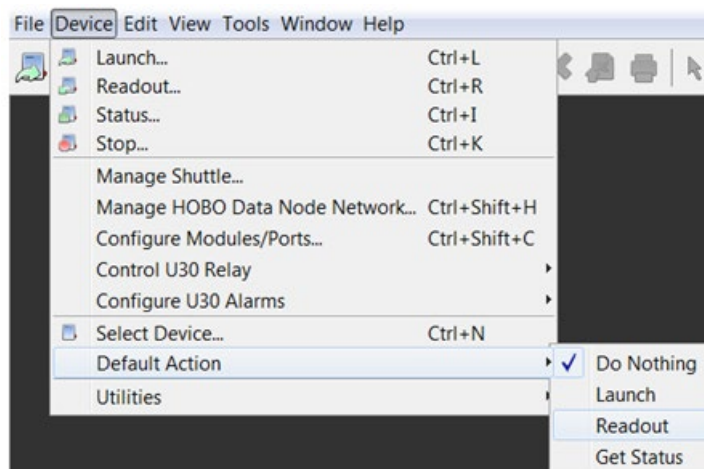 File Device Edit View Tools Window Help
Launch... Ctrl+L
Readout... Ctrl+R
Status... Ctrl+I
Stop... Ctrl+K
Manage Shuttle...
Manage HOBO Data Node Network... Ctrl+Shift+H
Configure Modules/Ports... Ctrl+Shift+C
Control U30 Relay
Configure U30 Alarms
Select Device... Ctrl+N
Default Action
Utilities
Do Nothing
Launch
Readout
Get Status